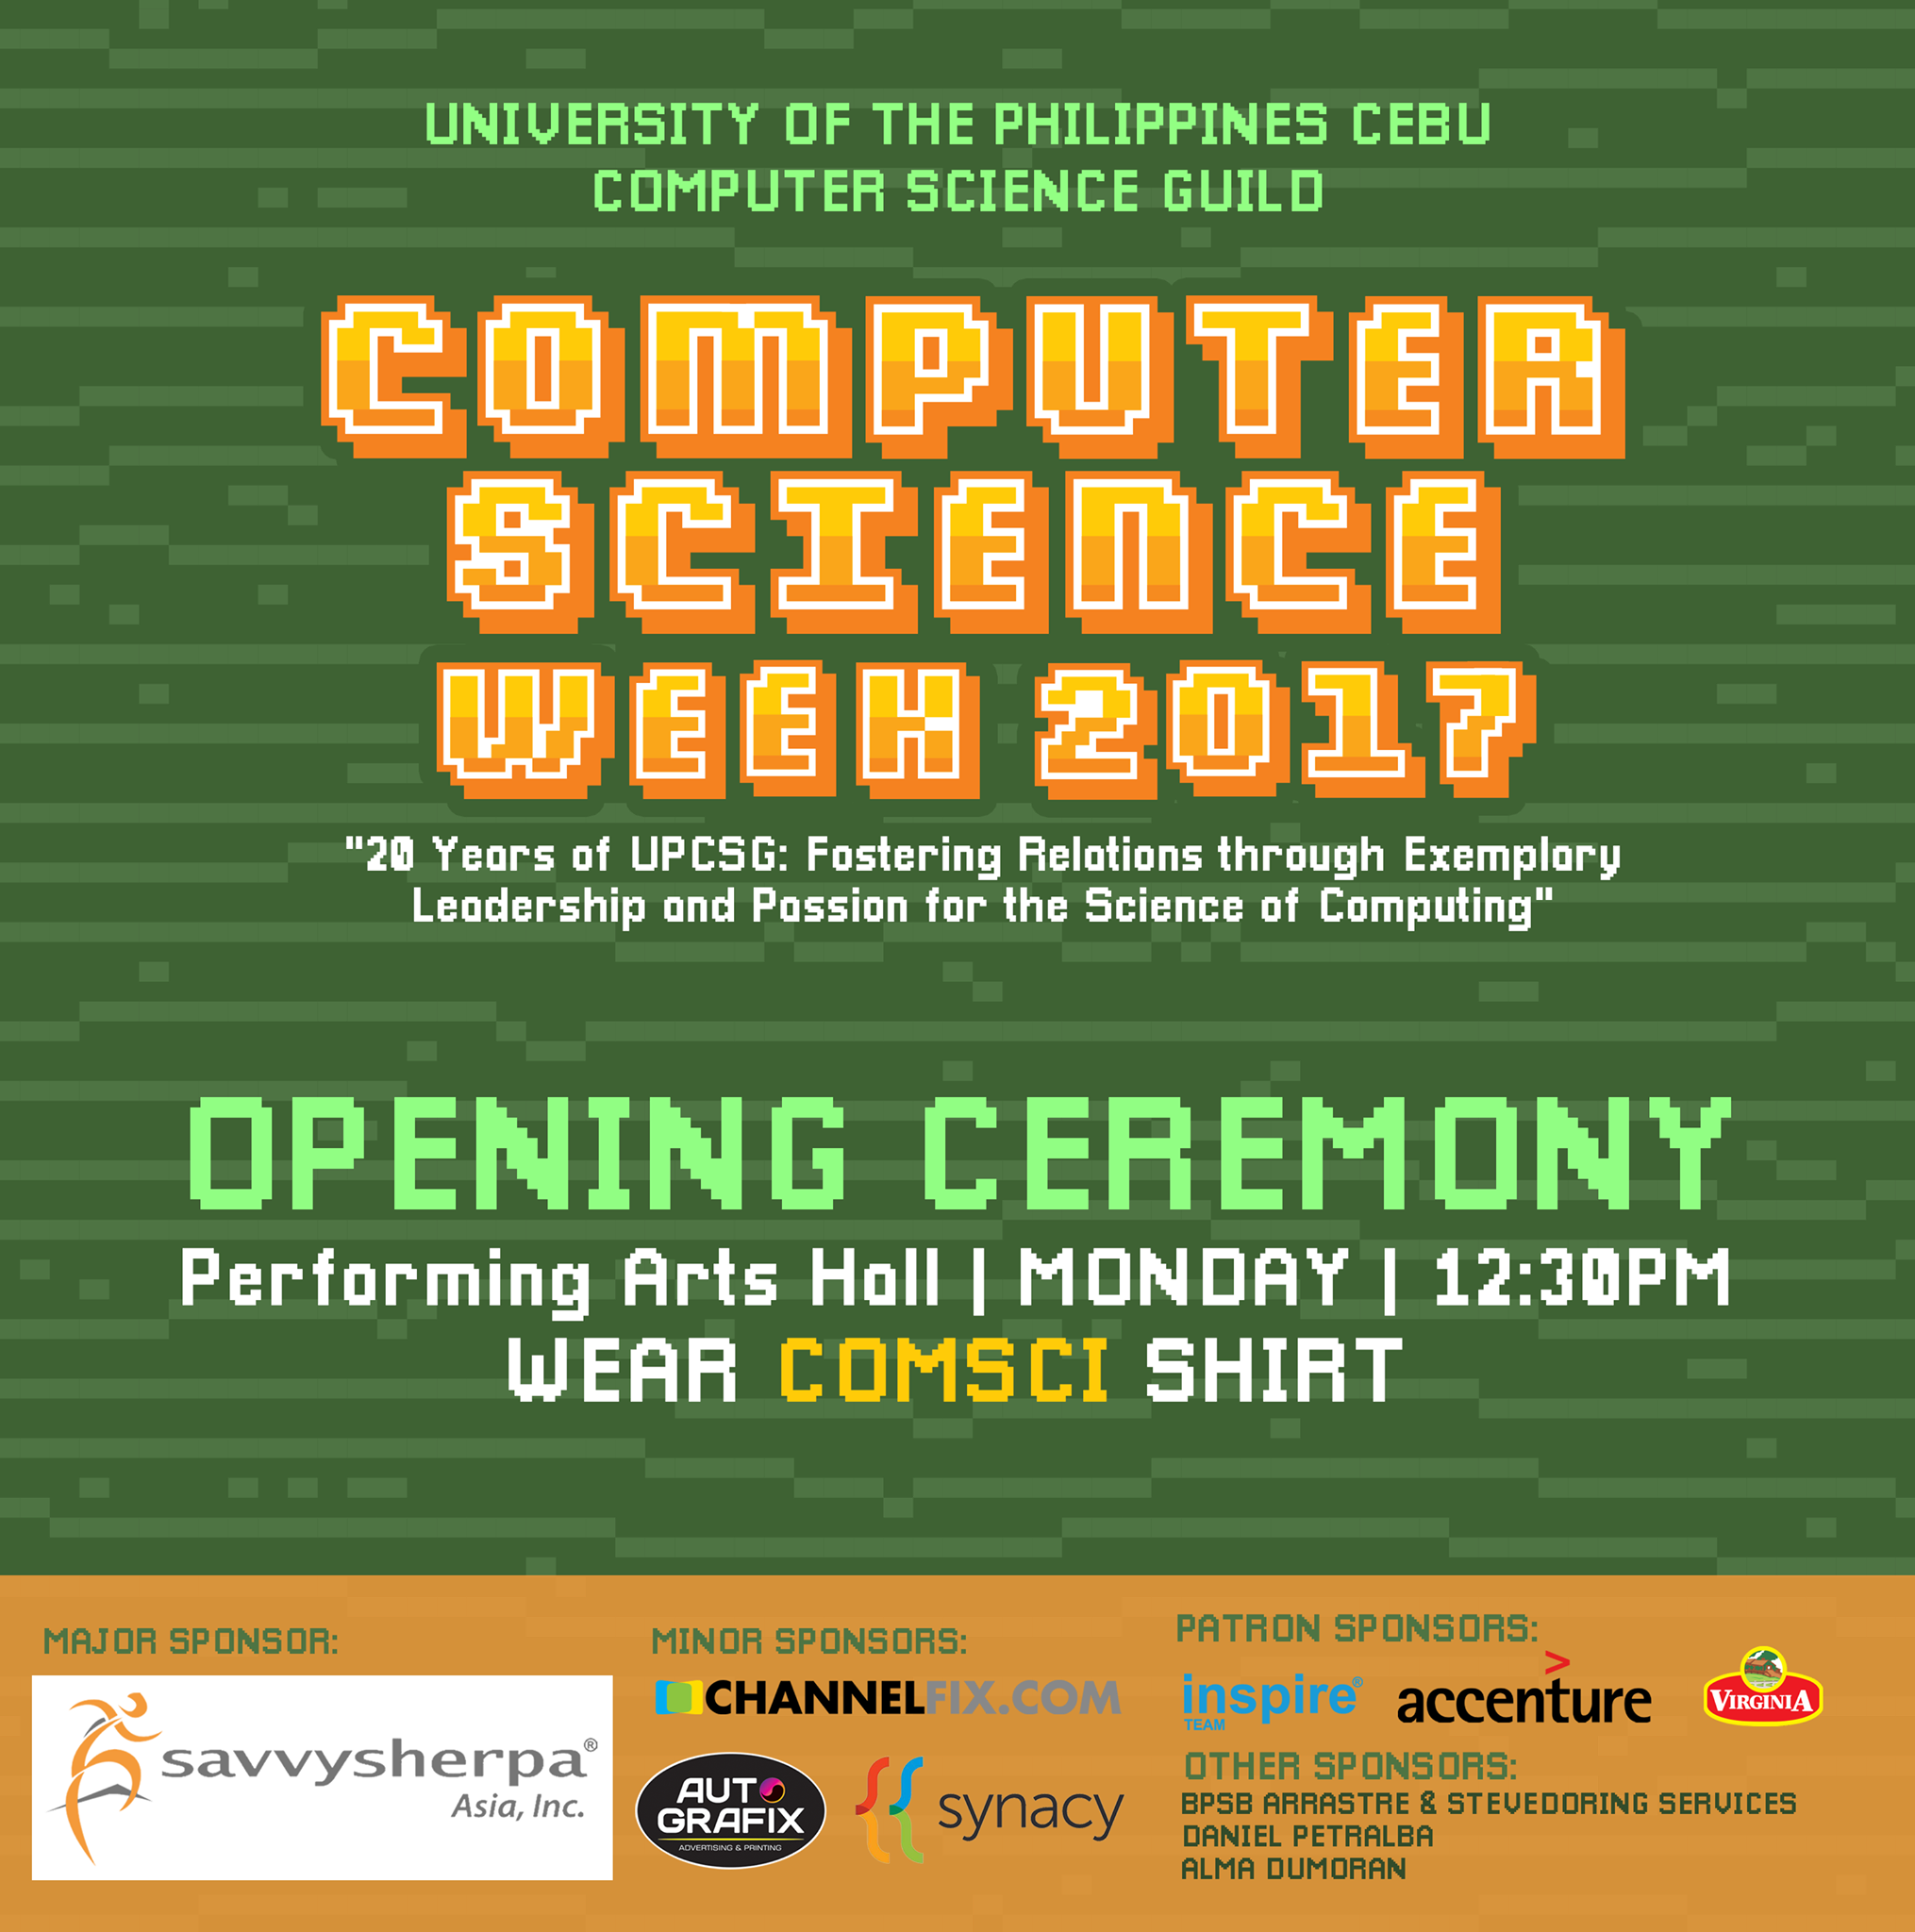 UNIVERSITY OF THE PHILIPPINES CEBU
COMPUTER SCIENCE GUILD
COMPUTER
SCIENCE
WEEK 2017
"20 Years of UPCSG: Fostering Relations through Exemplary
Leadership and Passion for the Science of Computing"
OPENING CEREMONY
Performing Arts Hall | MONDAY | 12:30PM
WEAR COMSCI SHIRT
MAJOR SPONSOR:
savvysherpa®
Asia, Inc.
MINOR SPONSORS:
CHANNELFIX.COM
AUTO
GRAFIX
ADVERTISING & PRINTING
synacy
PATRON SPONSORS:
inspire®
TEAM
accenture
VIRGINIA
OTHER SPONSORS:
BPSB ARRASTRE & STEVEDORING SERVICES
DANIEL PETRALBA
ALMA DUMORAN